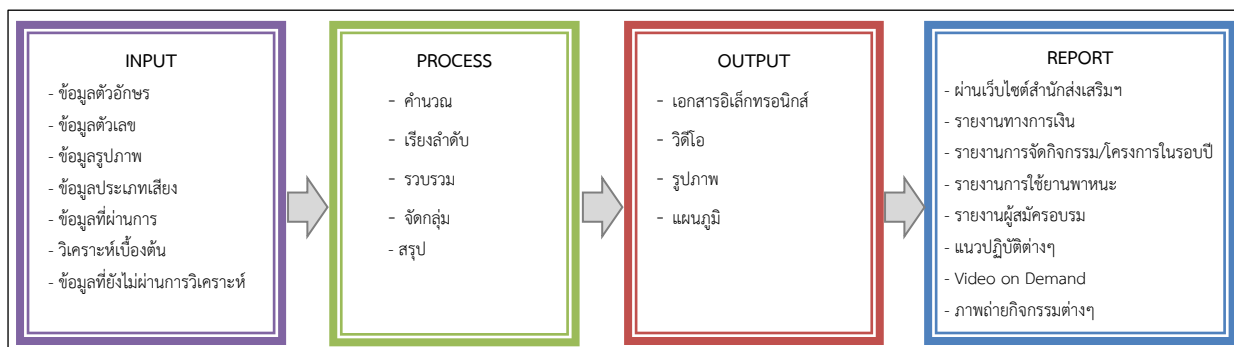 INPUT
- ข้อมูลตัวอักษร
- ข้อมูลตัวเลข
- ข้อมูลรูปภาพ
- ข้อมูลประเภทเสียง
- ข้อมูลที่ผ่านการ
- วิเคราะห์เบื้องต้น
- ข้อมูลที่ยังไม่ผ่านการวิเคราะห์
PROCESS
- คำนวณ
- เรียงลำดับ
- รวบรวม
- จัดกลุ่ม
- สรุป
OUTPUT
- เอกสารอิเล็กทรอนิกส์
- วิดีโอ
- รูปภาพ
- แผนภูมิ
REPORT
- ผ่านเว็บไซต์สำนักส่งเสริมฯ
- รายงานทางการเงิน
- รายงานการจัดกิจกรรม/โครงการในรอบปี
- รายงานการใช้ยานพาหนะ
- รายงานผู้สมัครอบรม
- แนวปฏิบัติต่างๆ
- Video on Demand
- ภาพถ่ายกิจกรรมต่างๆ